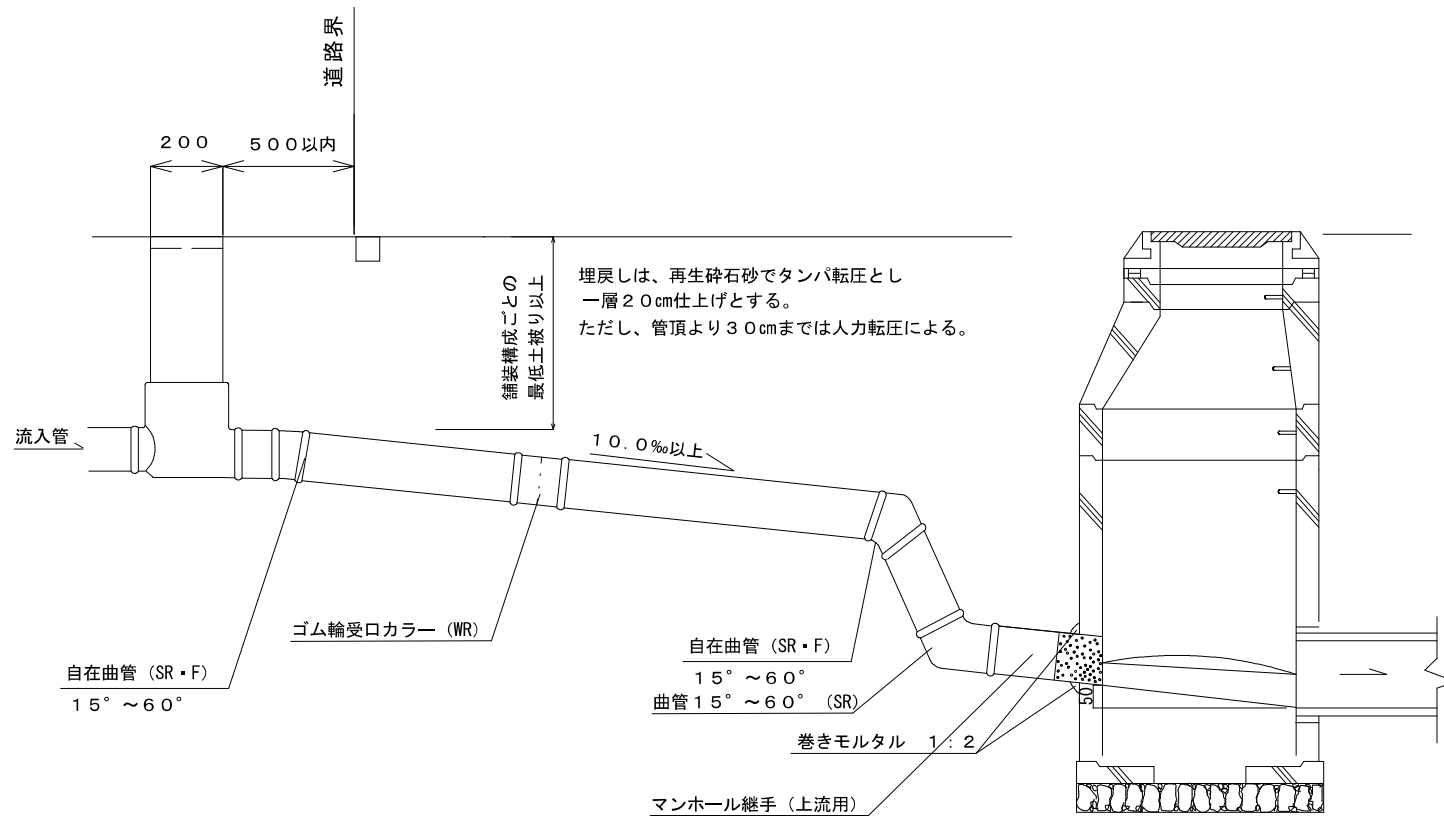 道路界
200
500以内
舗装構成ごとの
最低土被り以上
埋戻しは、再生砕石砂でタンパ転圧とし
一層20㎝仕上げとする。
ただし、管頂より30㎝までは人力転圧による。
流入管
10.0‰以上
ゴム輪受口カラー (WR)
自在曲管 (SR・F)
15°~60°
自在曲管 (SR・F)
15°~60°
曲管15°~60° (SR)
50
巻きモルタル 1:2
マンホール継手 (上流用)